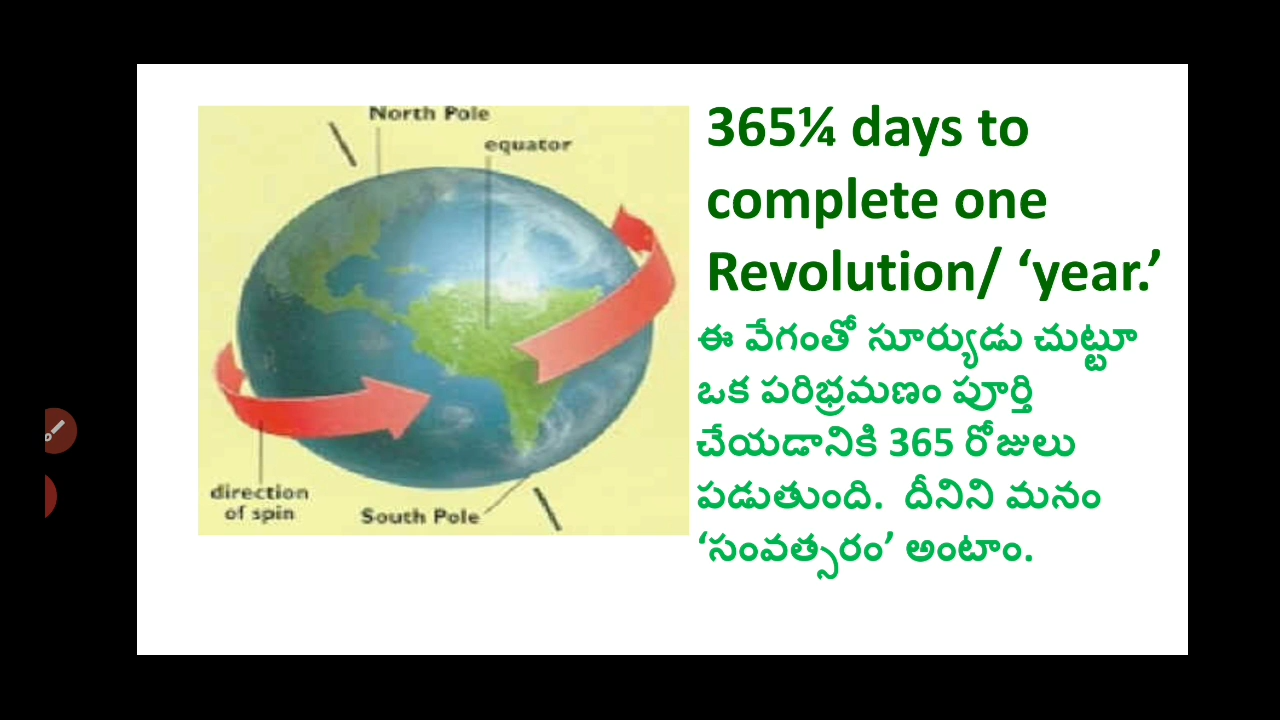 North Pole
equator
direction
of spin
South Pole
365¼ days to
complete one
Revolution/ ‘year.’
ఈ వేగంతో సూర్యుడు చుట్టూ
ఒక పరిభ్రమణం పూర్తి
చేయడానికి 365 రోజులు
పడుతుంది. దీనిని మనం
‘సంవత్సరం’ అంటాం.